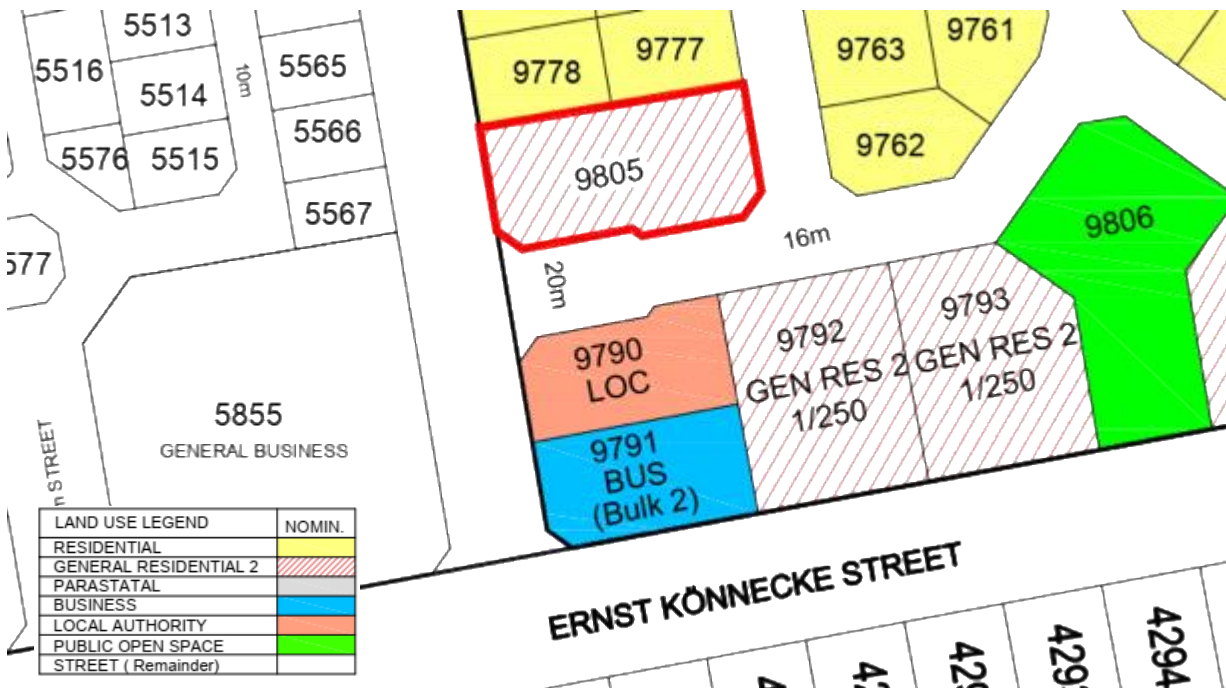 5513
5516
5514
10m
5565
5566
5576
5515
5567
577
9778
9777
9763
9761
9762
9805
9806
16m
20m
9790
LOC
9792
GEN RES 2
1/250
9793
GEN RES 2
1/250
9791
BUS
(Bulk 2)
5855
GENERAL BUSINESS
STREET
ERNST KÖNNECKE STREET
LAND USE LEGEND NOMIN.
RESIDENTIAL
GENERAL RESIDENTIAL 2
PARASTATAL
BUSINESS
LOCAL AUTHORITY
PUBLIC OPEN SPACE
STREET ( Remainder)
4294